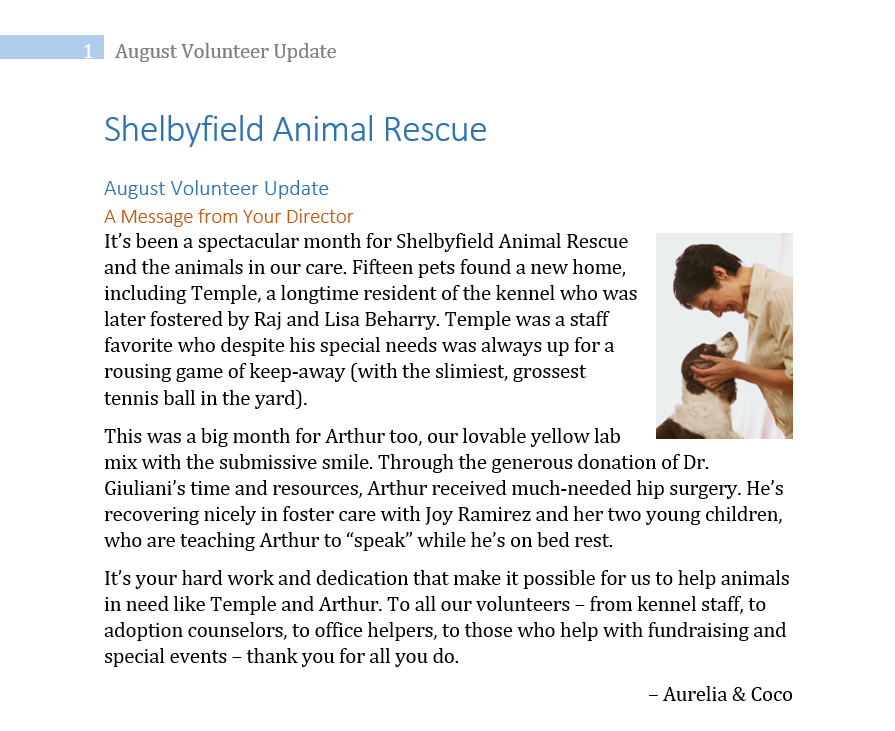 1 August Volunteer Update
Shelbyfield Animal Rescue
August Volunteer Update
A Message from Your Director
It’s been a spectacular month for Shelbyfield Animal Rescue
and the animals in our care. Fifteen pets found a new home,
including Temple, a longtime resident of the kennel who was
later fostered by Raj and Lisa Beharry. Temple was a staff
favorite who despite his special needs was always up for a
rousing game of keep-away (with the slimiest, grossest
tennis ball in the yard).
This was a big month for Arthur too, our lovable yellow lab
mix with the submissive smile. Through the generous donation of Dr.
Giuliani’s time and resources, Arthur received much-needed hip surgery. He’s
recovering nicely in foster care with Joy Ramirez and her two young children,
who are teaching Arthur to “speak” while he’s on bed rest.
It’s your hard work and dedication that make it possible for us to help animals
in need like Temple and Arthur. To all our volunteers – from kennel staff, to
adoption counselors, to office helpers, to those who help with fundraising and
special events – thank you for all you do.
– Aurelia & Coco